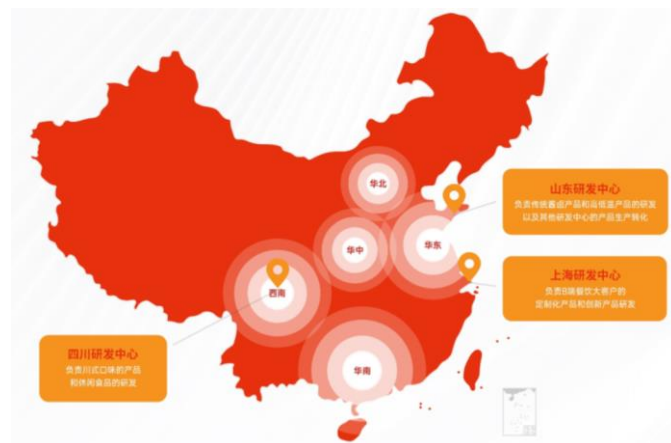 华北
山东研发中心
负责传统酱卤产品和高低温产品的研发
以及其他研发中心的产品生产转化
华中
华东
上海研发中心
负责B端餐饮大客户的
定制化产品和创新产品研发
西南
四川研发中心
负责川式口味的产品
和休闲食品的研发
华南